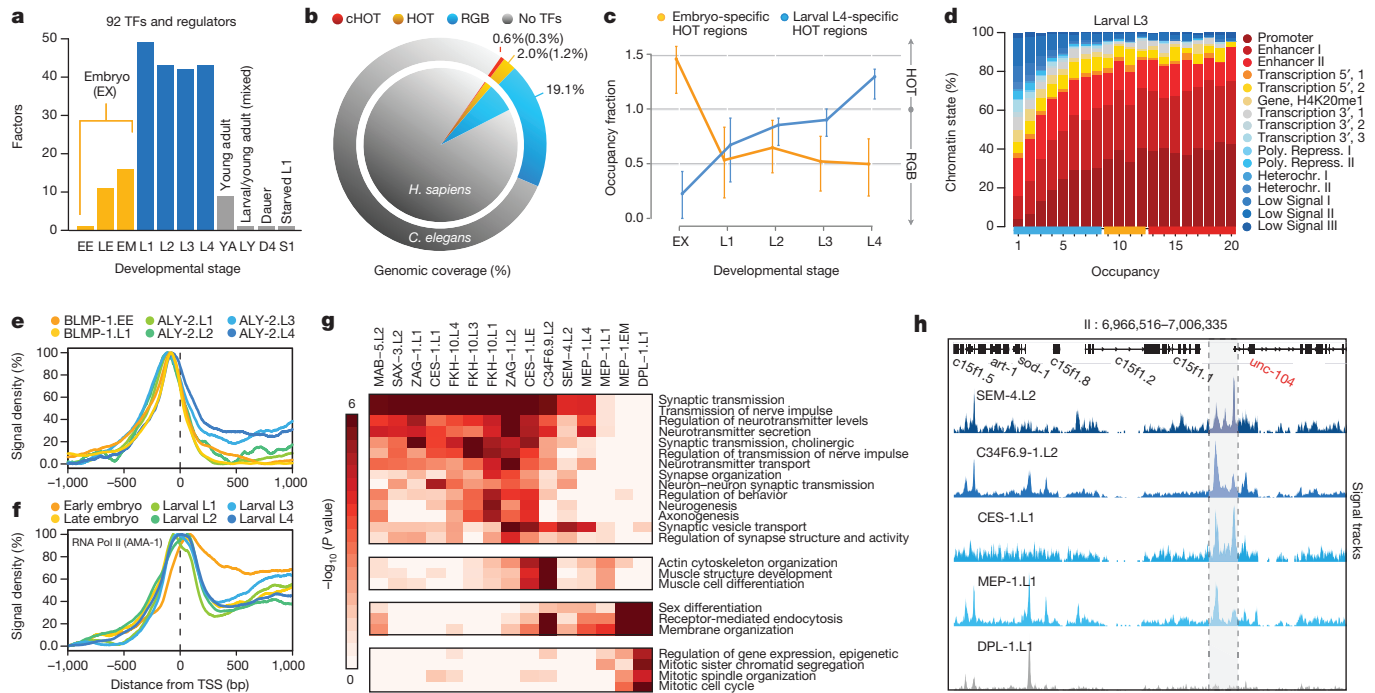 a
92 TFs and regulators
50
40
30
20
10
0
Factors
Embryo
(EX)
Young adult
Larval/young adult (mixed)
Dauer
Starved L1
EE LE EM L1 L2 L3 L4 YA LY D4 S1
Developmental stage
b
cHOT HOT RGB No TFs
0.6%(0.3%)
2.0%(1.2%)
19.1%
H. sapiens
C. elegans
Genomic coverage (%)
c
Embryo-specific
HOT regions
Larval L4-specific
HOT regions
1.5
1.0
0.5
0.0
Occupancy fraction
HOT
RGB
EX L1 L2 L3 L4
Developmental stage
d
Larval L3
100
80
60
40
20
0
Chromatin state (%)
1 5 10 15 20
Occupancy
Promoter
Enhancer I
Enhancer II
Transcription 5′, 1
Transcription 5′, 2
Gene, H4K20me1
Transcription 3′, 1
Transcription 3′, 2
Transcription 3′, 3
Poly. Repress. I
Poly. Repress. II
Heterochr. I
Heterochr. II
Low Signal I
Low Signal II
Low Signal III
e
BLMP-1.EE ALY-2.L1 ALY-2.L3
BLMP-1.L1 ALY-2.L2 ALY-2.L4
100
80
60
40
20
0.0
Signal density (%)
−1,000 −500 0 500 1,000
f
Early embryo Larval L1 Larval L3
Late embryo Larval L2 Larval L4
RNA Pol II (AMA-1)
100
80
60
40
20
0.0
Signal density (%)
−1,000 −500 0 500 1,000
Distance from TSS (bp)
g
MAB-5.L2
SAX-3.L2
ZAG-1.L1
CES-1.L1
FKH-10.L4
FKH-10.L3
FKH-10.L1
ZAG-1.L2
CES-1.LE
C34F6.9.L2
SEM-4.L2
MEP-1.L4
MEP-1.L1
MEP-1.EM
DPL-1.L1
6
0
−log10 (P value)
Synaptic transmission
Transmission of nerve impulse
Regulation of neurotransmitter levels
Neurotransmitter secretion
Synaptic transmission, cholinergic
Regulation of transmission of nerve impulse
Neurotransmitter transport
Synapse organization
Neuron–neuron synaptic transmission
Regulation of behavior
Neurogenesis
Axonogenesis
Synaptic vesicle transport
Regulation of synapse structure and activity
Actin cytoskeleton organization
Muscle structure development
Muscle cell differentiation
Sex differentiation
Receptor-mediated endocytosis
Membrane organization
Regulation of gene expression, epigenetic
Mitotic sister chromatid segregation
Mitotic spindle organization
Mitotic cell cycle
h
II : 6,966,516–7,006,335
c15f1.5
art-1
sod-1
c15f1.8
c15f1.2
c15f1.1
unc-104
SEM-4.L2
C34F6.9-1.L2
CES-1.L1
MEP-1.L1
DPL-1.L1
Signal tracks